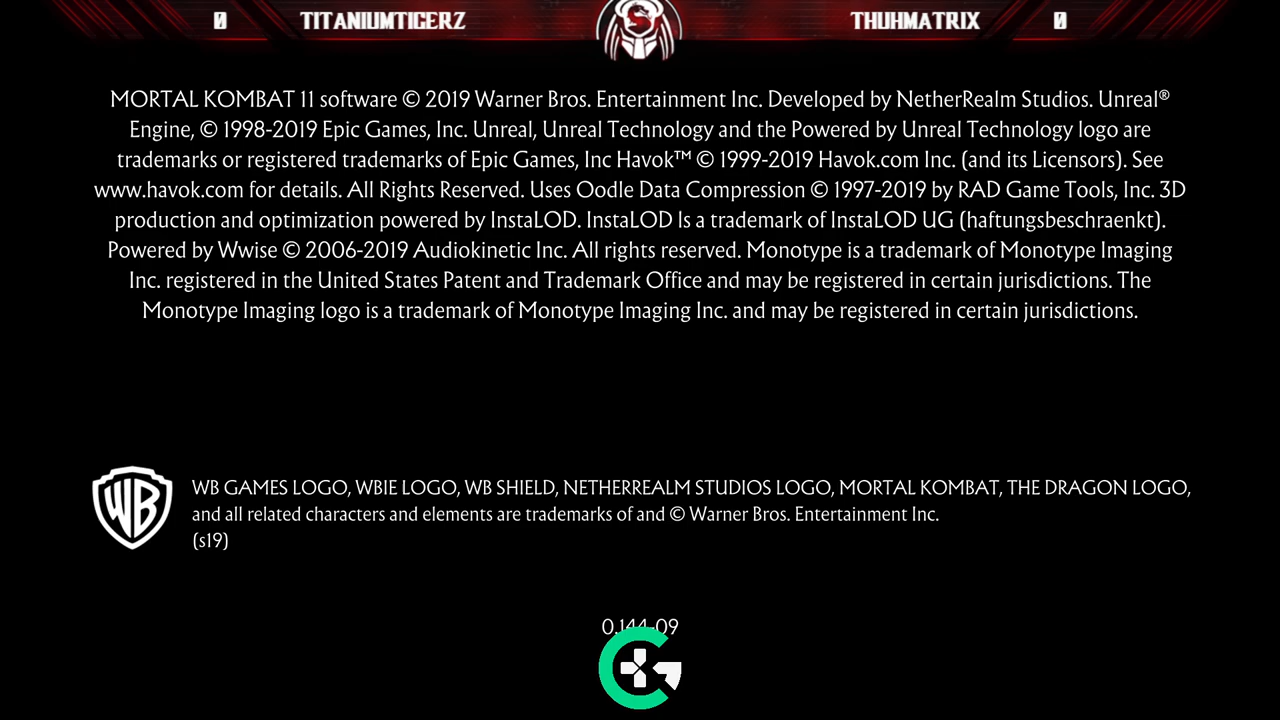 0 TITANIUMTIGERZ THUHMATRIX 0
MORTAL KOMBAT 11 software © 2019 Warner Bros. Entertainment Inc. Developed by NetherRealm Studios. Unreal®
Engine, © 1998-2019 Epic Games, Inc. Unreal, Unreal Technology and the Powered by Unreal Technology logo are
trademarks or registered trademarks of Epic Games, Inc Havok™ © 1999-2019 Havok.com Inc. (and its Licensors). See
www.havok.com for details. All Rights Reserved. Uses Oodle Data Compression © 1997-2019 by RAD Game Tools, Inc. 3D
production and optimization powered by InstaLOD. InstaLOD Is a trademark of InstaLOD UG (haftungsbeschraenkt).
Powered by Wwise © 2006-2019 Audiokinetic Inc. All rights reserved. Monotype is a trademark of Monotype Imaging
Inc. registered in the United States Patent and Trademark Office and may be registered in certain jurisdictions. The
Monotype Imaging logo is a trademark of Monotype Imaging Inc. and may be registered in certain jurisdictions.
WB
WB GAMES LOGO, WBIE LOGO, WB SHIELD, NETHERREALM STUDIOS LOGO, MORTAL KOMBAT, THE DRAGON LOGO,
and all related characters and elements are trademarks of and © Warner Bros. Entertainment Inc.
(s19)
0.144-09